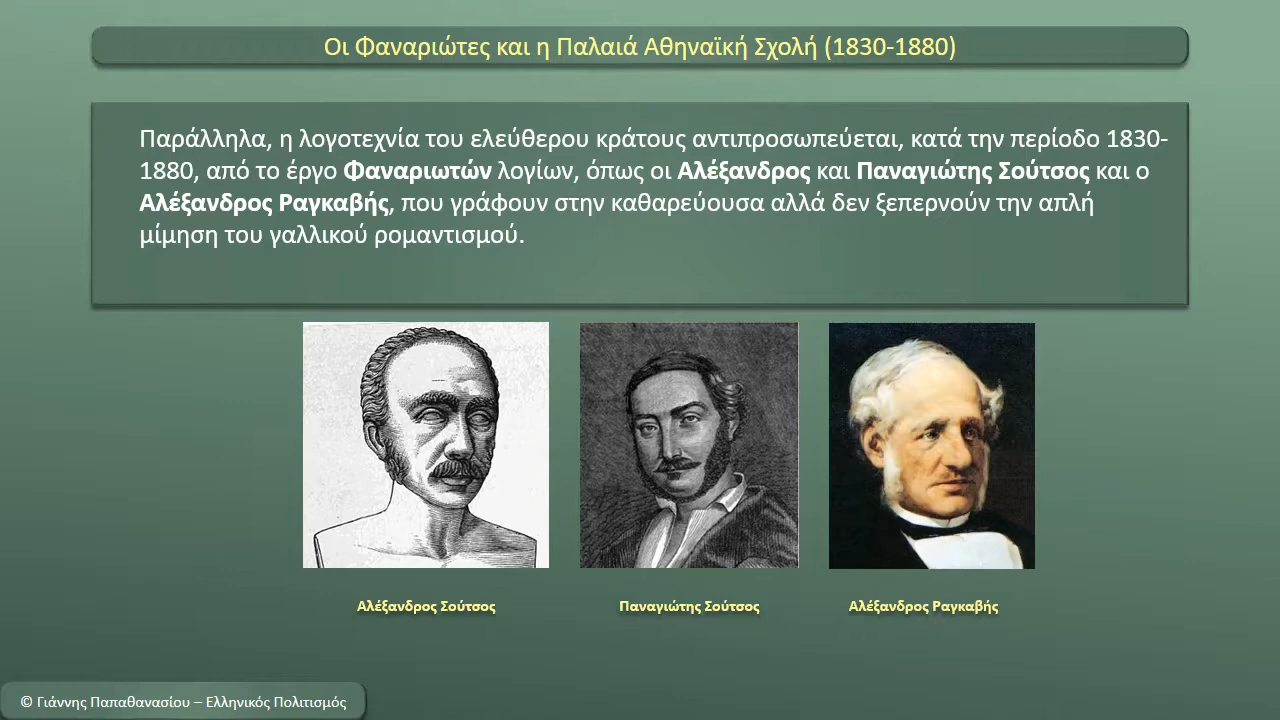 Οι Φαναριώτες και η Παλαιά Αθηναϊκή Σχολή (1830-1880)
Παράλληλα, η λογοτεχνία του ελεύθερου κράτους αντιπροσωπεύεται, κατά την περίοδο 1830-
1880, από το έργο Φαναριωτών λογίων, όπως οι Αλέξανδρος και Παναγιώτης Σούτσος και ο
Αλέξανδρος Ραγκαβής, που γράφουν στην καθαρεύουσα αλλά δεν ξεπερνούν την απλή
μίμηση του γαλλικού ρομαντισμού.
Αλέξανδρος Σούτσος
Παναγιώτης Σούτσος
Αλέξανδρος Ραγκαβής
© Γιάννης Παπαθανασίου – Ελληνικός Πολιτισμός